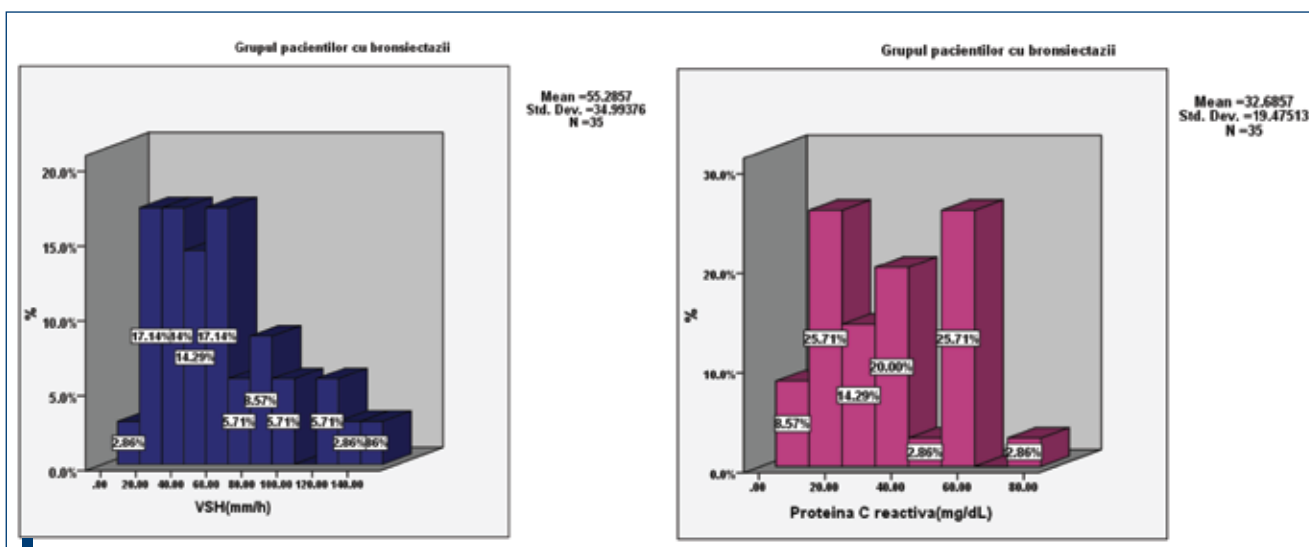 Grupul pacientilor cu bronsiectazii
Mean =55.2857
Std. Dev. =34.99376
N =35
20.0%
15.0%
10.0%
5.0%
0.0%
%
17.14% 14% 17.14%
14.29%
8.57%
5.71% 5.71% 5.71%
2.86% 2.86% 86%
.00 20.00 40.00 60.00 80.00 100.00 120.00 140.00
VSH(mm/h)
Grupul pacientilor cu bronsiectazii
Mean =32.6857
Std. Dev. =19.47513
N =35
30.0%
20.0%
10.0%
0.0%
%
25.71% 25.71%
20.00%
14.29%
8.57%
2.86% 2.86%
.00 20.00 40.00 60.00 80.00
Proteina C reactiva(mg/dL)